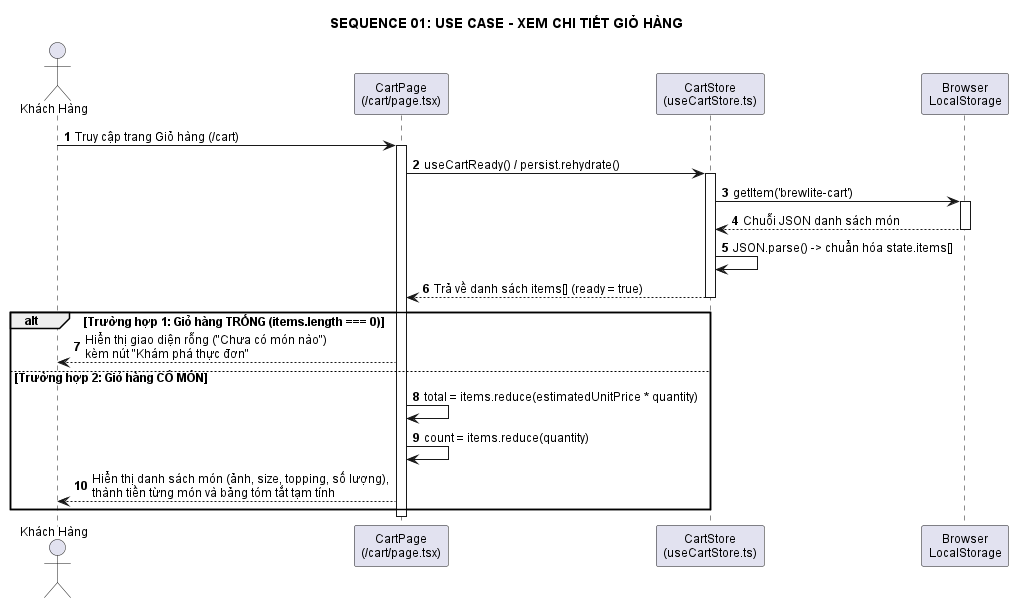 SEQUENCE 01: USE CASE - XEM CHI TIẾT GIỎ HÀNG
Khách Hàng
CartPage
(/cart/page.tsx)
CartStore
(useCartStore.ts)
Browser
LocalStorage
1 Truy cập trang Giỏ hàng (/cart)
2 useCartReady() / persist.rehydrate()
3 getItem('brewlite-cart')
4 Chuỗi JSON danh sách món
5 JSON.parse() -> chuẩn hóa state.items[]
6 Trả về danh sách items[] (ready = true)
alt [Trường hợp 1: Giỏ hàng TRỐNG (items.length === 0)]
7 Hiển thị giao diện rỗng ("Chưa có món nào")
kèm nút "Khám phá thực đơn"
[Trường hợp 2: Giỏ hàng CÓ MÓN]
8 total = items.reduce(estimatedUnitPrice * quantity)
9 count = items.reduce(quantity)
10 Hiển thị danh sách món (ảnh, size, topping, số lượng),
thành tiền từng món và bảng tóm tắt tạm tính
Khách Hàng
CartPage
(/cart/page.tsx)
CartStore
(useCartStore.ts)
Browser
LocalStorage